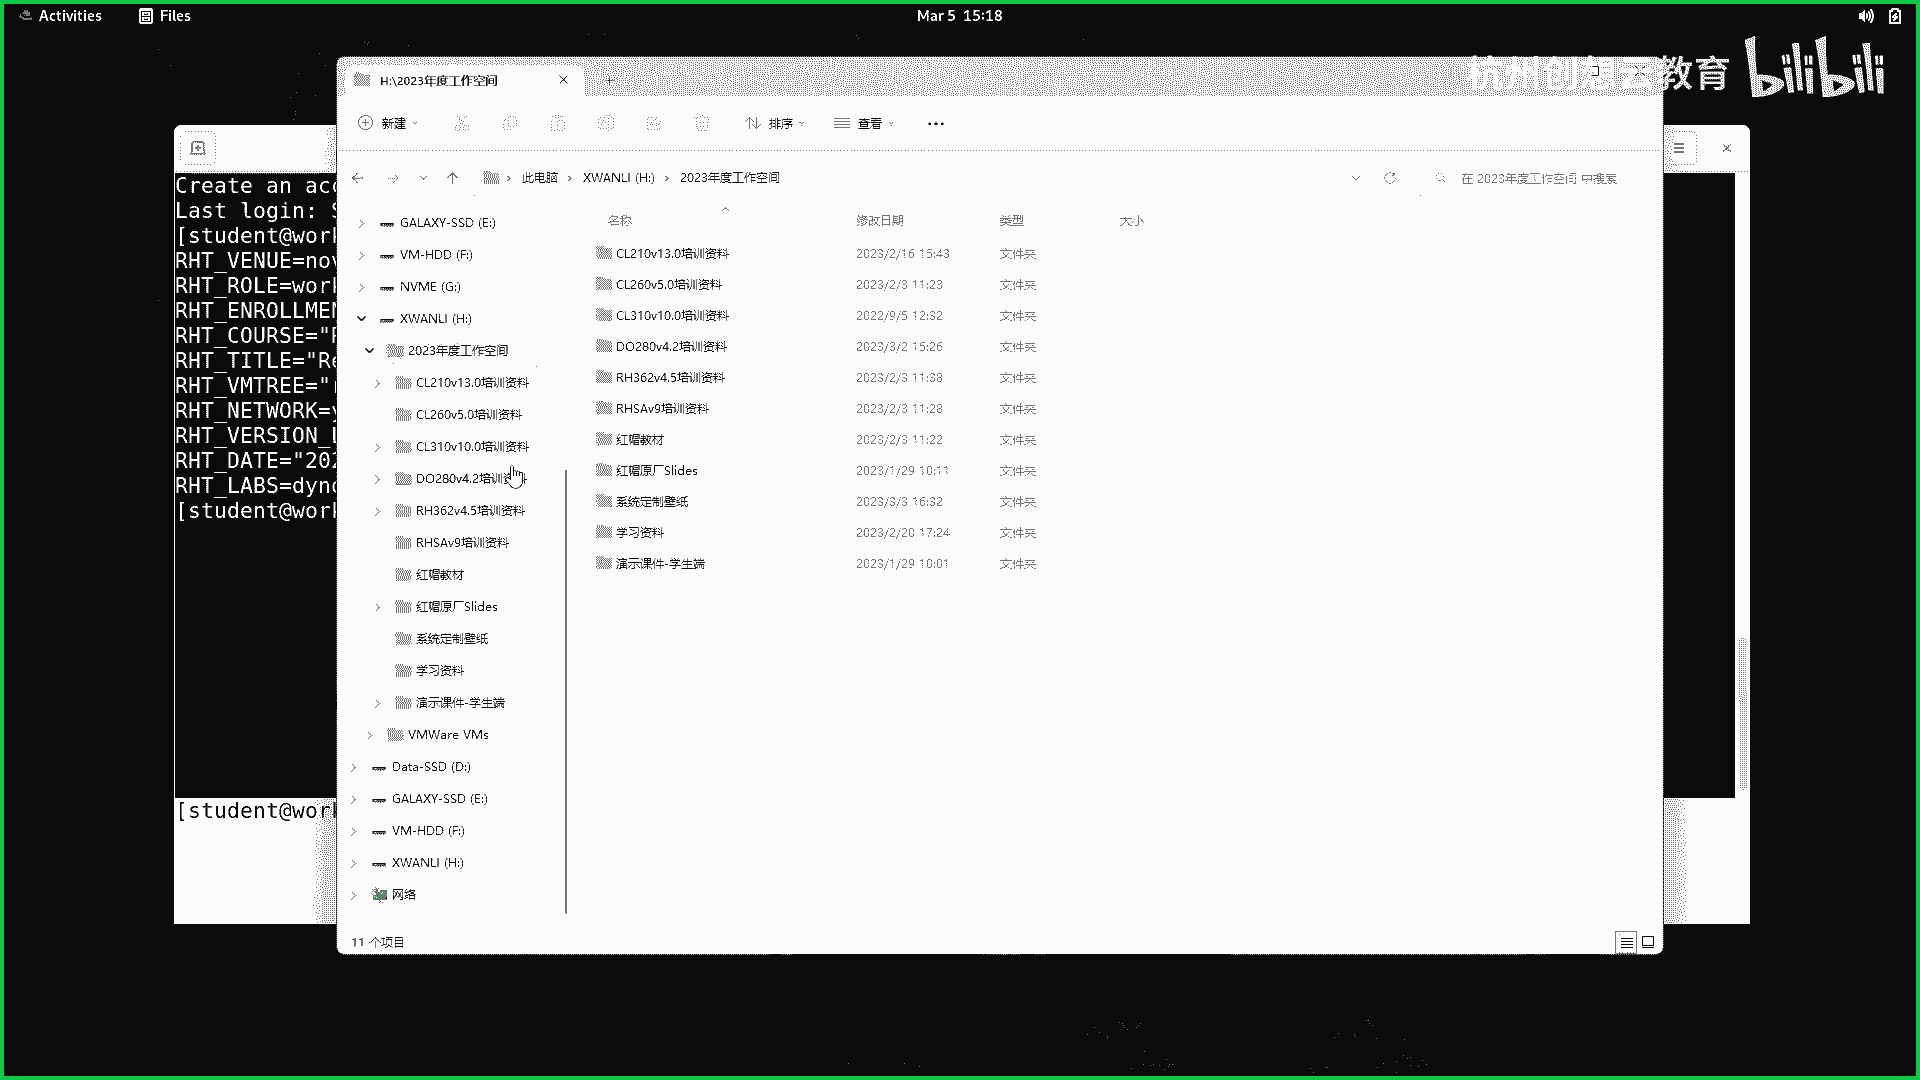 Activities Files Mar 5 15:18
杭州创想云教育 bilibili
H:\2023年度工作空间
新建 排序 查看
此电脑 XWANLI (H:) 2023年度工作空间 在 2023年度工作空间 中搜索
名称 修改日期 类型 大小
GALAXY-SSD (E:)
VM-HDD (F:)
NVME (G:)
XWANLI (H:)
2023年度工作空间
CL210v13.0培训资料
CL260v5.0培训资料
CL310v10.0培训资料
DO280v4.2培训资
RH362v4.5培训资料
RHSAv9培训资料
红帽教材
红帽原厂Slides
系统定制壁纸
学习资料
演示课件-学生端
VMWare VMs
Data-SSD (D:)
GALAXY-SSD (E:)
VM-HDD (F:)
XWANLI (H:)
网络
CL210v13.0培训资料 2023/2/16 15:43 文件夹
CL260v5.0培训资料 2023/2/3 11:23 文件夹
CL310v10.0培训资料 2022/9/5 12:32 文件夹
DO280v4.2培训资料 2023/3/2 15:26 文件夹
RH362v4.5培训资料 2023/2/3 11:38 文件夹
RHSAv9培训资料 2023/2/3 11:28 文件夹
红帽教材 2023/2/3 11:22 文件夹
红帽原厂Slides 2023/1/29 10:11 文件夹
系统定制壁纸 2023/3/3 16:32 文件夹
学习资料 2023/2/20 17:24 文件夹
演示课件-学生端 2023/1/29 10:01 文件夹
11 个项目
Create an acc
Last login: S
[student@work
RHT_VENUE=nov
RHT_ROLE=work
RHT_ENROLLMEN
RHT_COURSE="R
RHT_TITLE="Re
RHT_VMTREE="r
RHT_NETWORK=y
RHT_VERSION_L
RHT_DATE="202
RHT_LABS=dyno
[student@work
[student@work